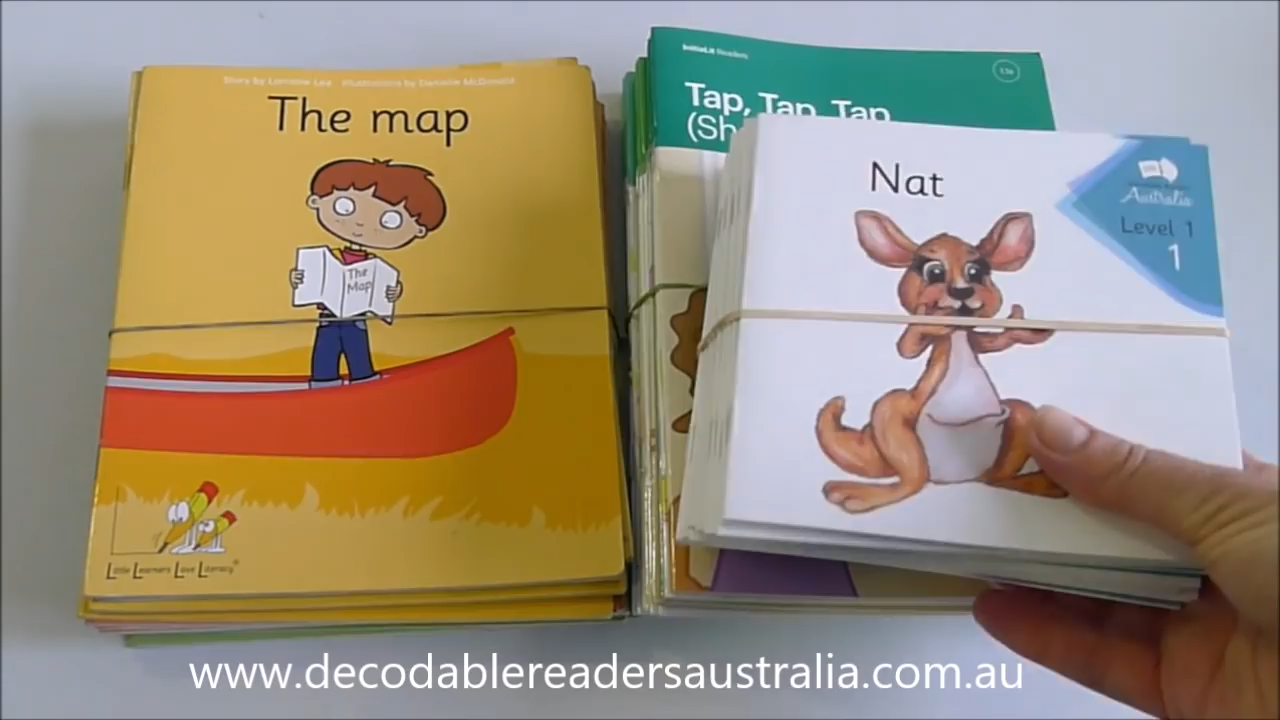 Story by Lorraine Lea Illustrations by Danielle McDonald
The map
The
Map
Little Learners Love Literacy®
InitiaLit Readers
Tap, Tap, Tap
(Sh
Nat
Australia
Level 1
1
www.decodablereadersaustralia.com.au